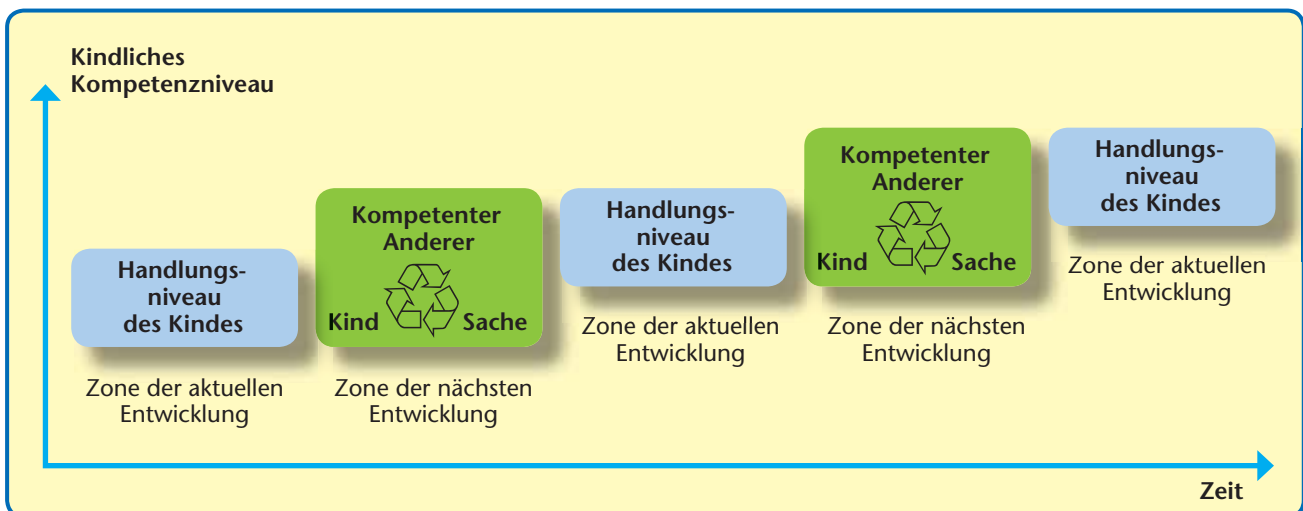 Kindliches
Kompetenzniveau
Handlungs-
niveau
des Kindes
Zone der aktuellen
Entwicklung
Kompetenter
Anderer
Kind Sache
Zone der nächsten
Entwicklung
Handlungs-
niveau
des Kindes
Zone der aktuellen
Entwicklung
Kompetenter
Anderer
Kind Sache
Zone der nächsten
Entwicklung
Handlungs-
niveau
des Kindes
Zone der aktuellen
Entwicklung
Zeit